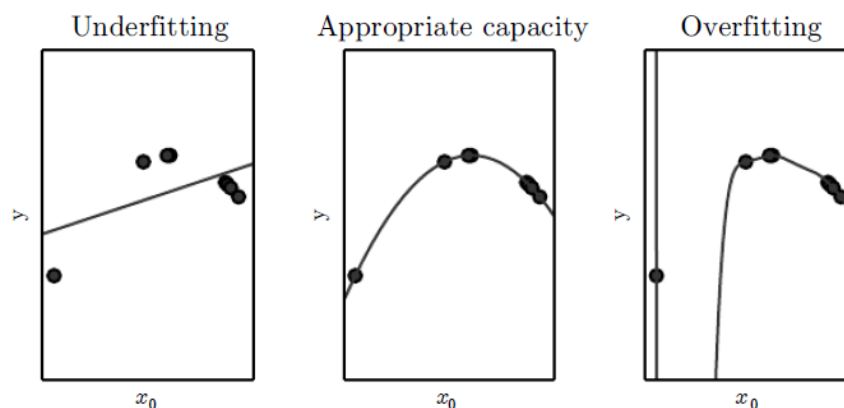 Underfitting
Appropriate capacity
Overfitting
y
y
y
x₀
x₀
x₀